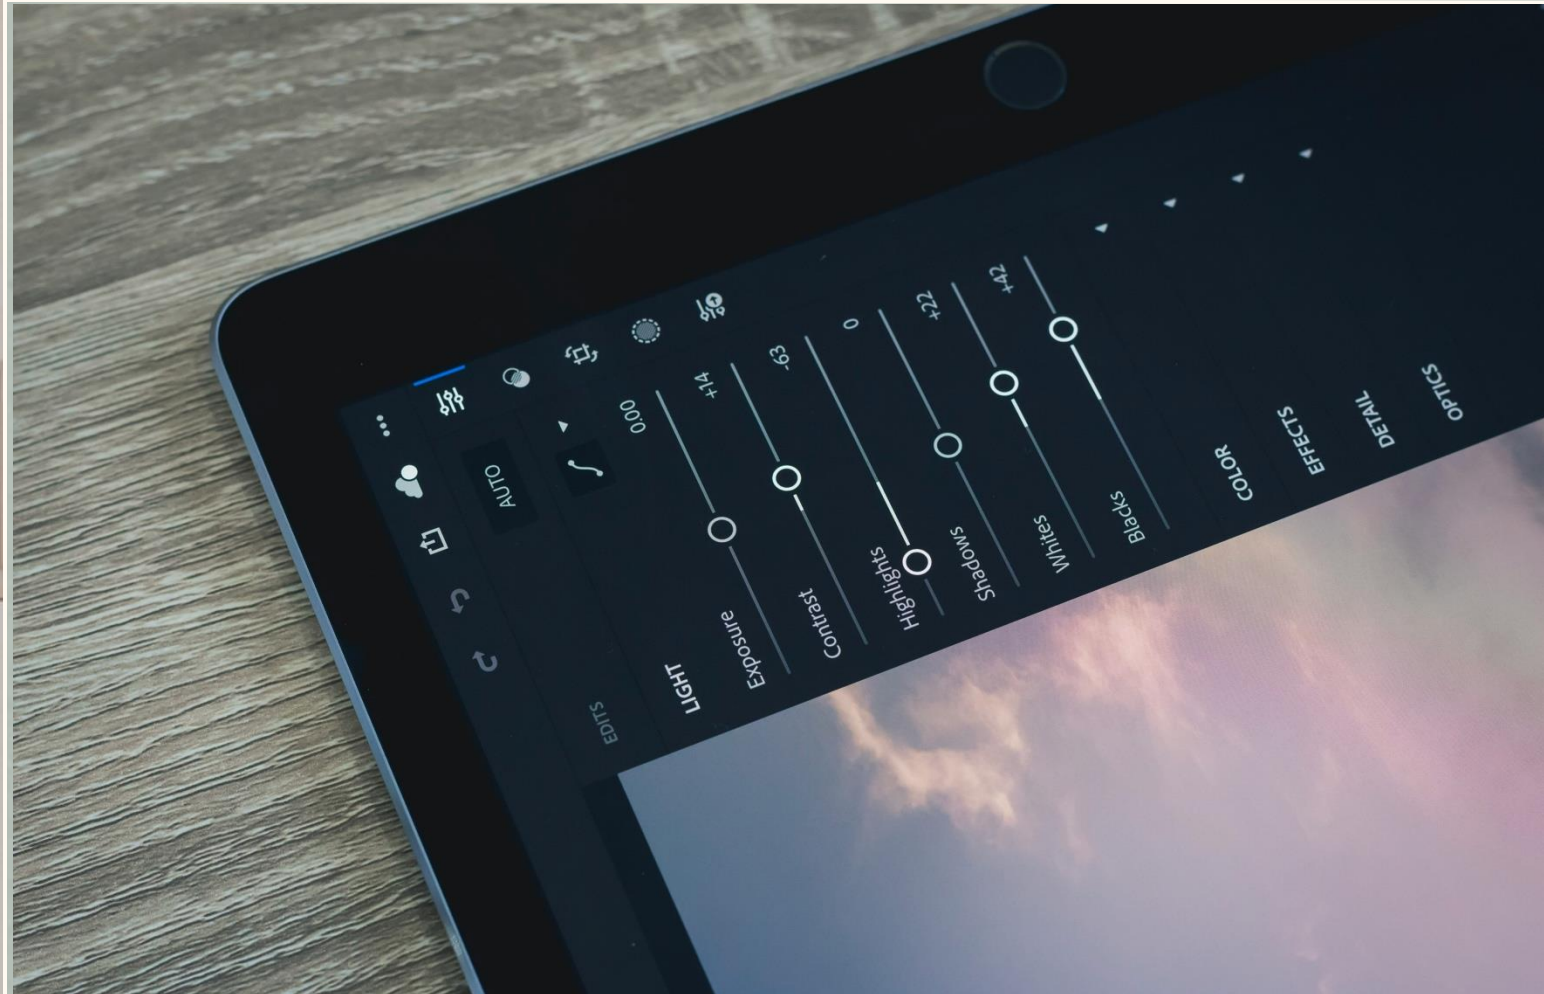 AUTO
EDITS
LIGHT
Exposure 0.00
Contrast +14
Highlights -63
Shadows 0
Whites +22
Blacks +42
COLOR
EFFECTS
DETAIL
OPTICS